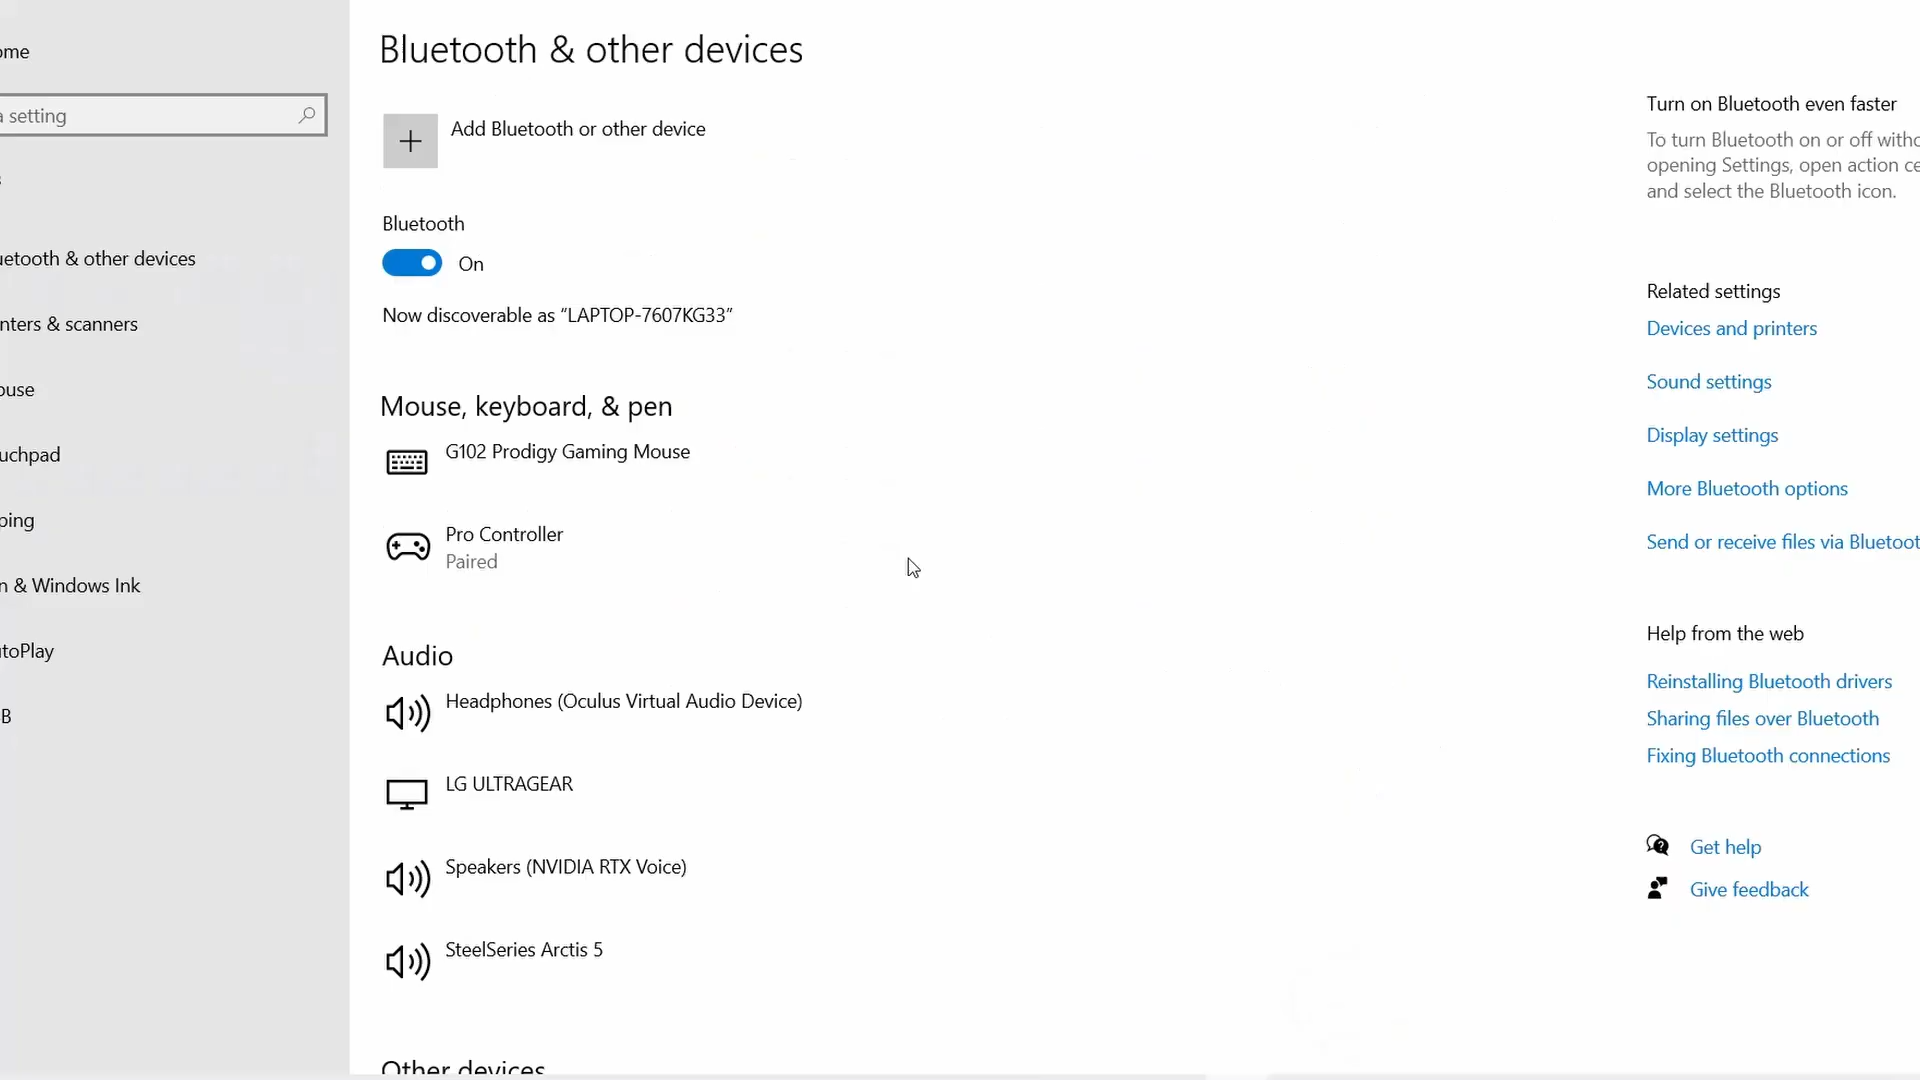 ome
a setting
uetooth & other devices
nters & scanners
ouse
uchpad
ping
n & Windows Ink
toPlay
B
Bluetooth & other devices
Add Bluetooth or other device
Bluetooth
On
Now discoverable as “LAPTOP-7607KG33”
Mouse, keyboard, & pen
G102 Prodigy Gaming Mouse
Pro Controller
Paired
Audio
Headphones (Oculus Virtual Audio Device)
LG ULTRAGEAR
Speakers (NVIDIA RTX Voice)
SteelSeries Arctis 5
Other devices
Turn on Bluetooth even faster
To turn Bluetooth on or off witho
opening Settings, open action ce
and select the Bluetooth icon.
Related settings
Devices and printers
Sound settings
Display settings
More Bluetooth options
Send or receive files via Bluetoot
Help from the web
Reinstalling Bluetooth drivers
Sharing files over Bluetooth
Fixing Bluetooth connections
Get help
Give feedback